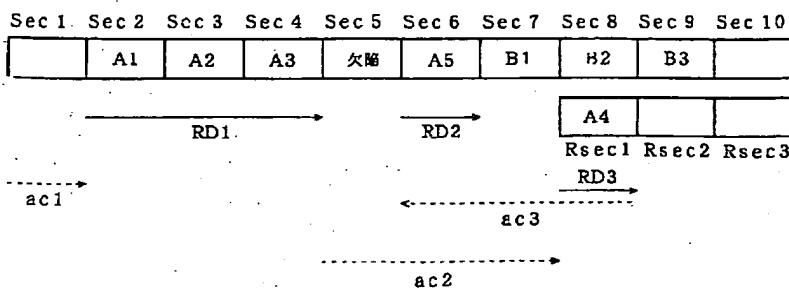 Sec 1 Sec 2 Sec 3 Sec 4 Sec 5 Sec 6 Sec 7 Sec 8 Sec 9 Sec 10
A1 A2 A3 欠陥 A5 B1 B2 B3
A4
RD1 RD2
Rsec1 Rsec2 Rsec3
RD3
ac1
ac3
ac2